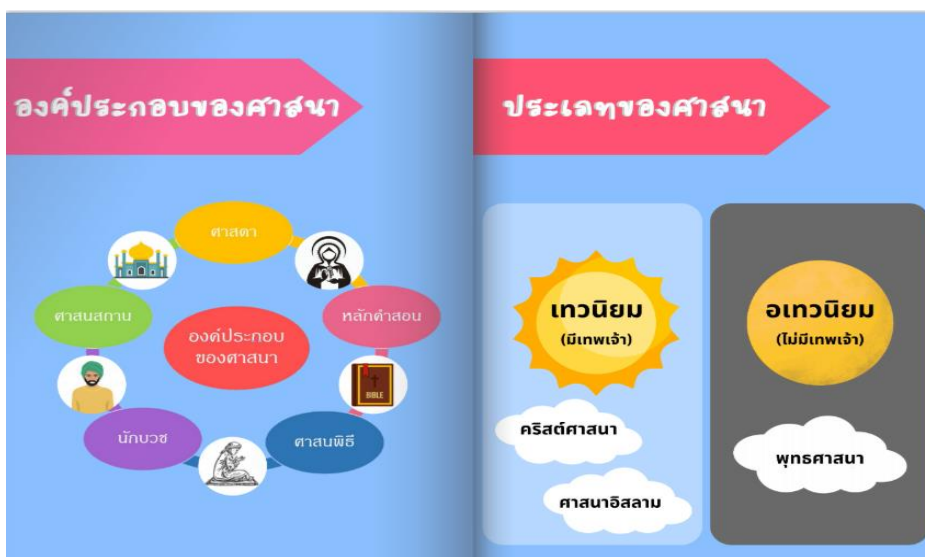 องค์ประกอบของศาสนา
ศาสดา
หลักคำสอน
ศาสนพิธี
นักบวช
ศาสนสถาน
องค์ประกอบ
ของศาสนา
BIBLE
ประเภทของศาสนา
เทวนิยม
(มีเทพเจ้า)
คริสต์ศาสนา
ศาสนาอิสลาม
อเทวนิยม
(ไม่มีเทพเจ้า)
พุทธศาสนา